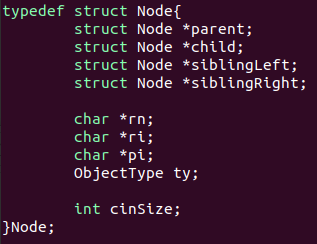 typedef struct Node{
        struct Node *parent;
        struct Node *child;
        struct Node *siblingLeft;
        struct Node *siblingRight;

        char *rn;
        char *ri;
        char *pi;
        ObjectType ty;

        int cinSize;
}Node;